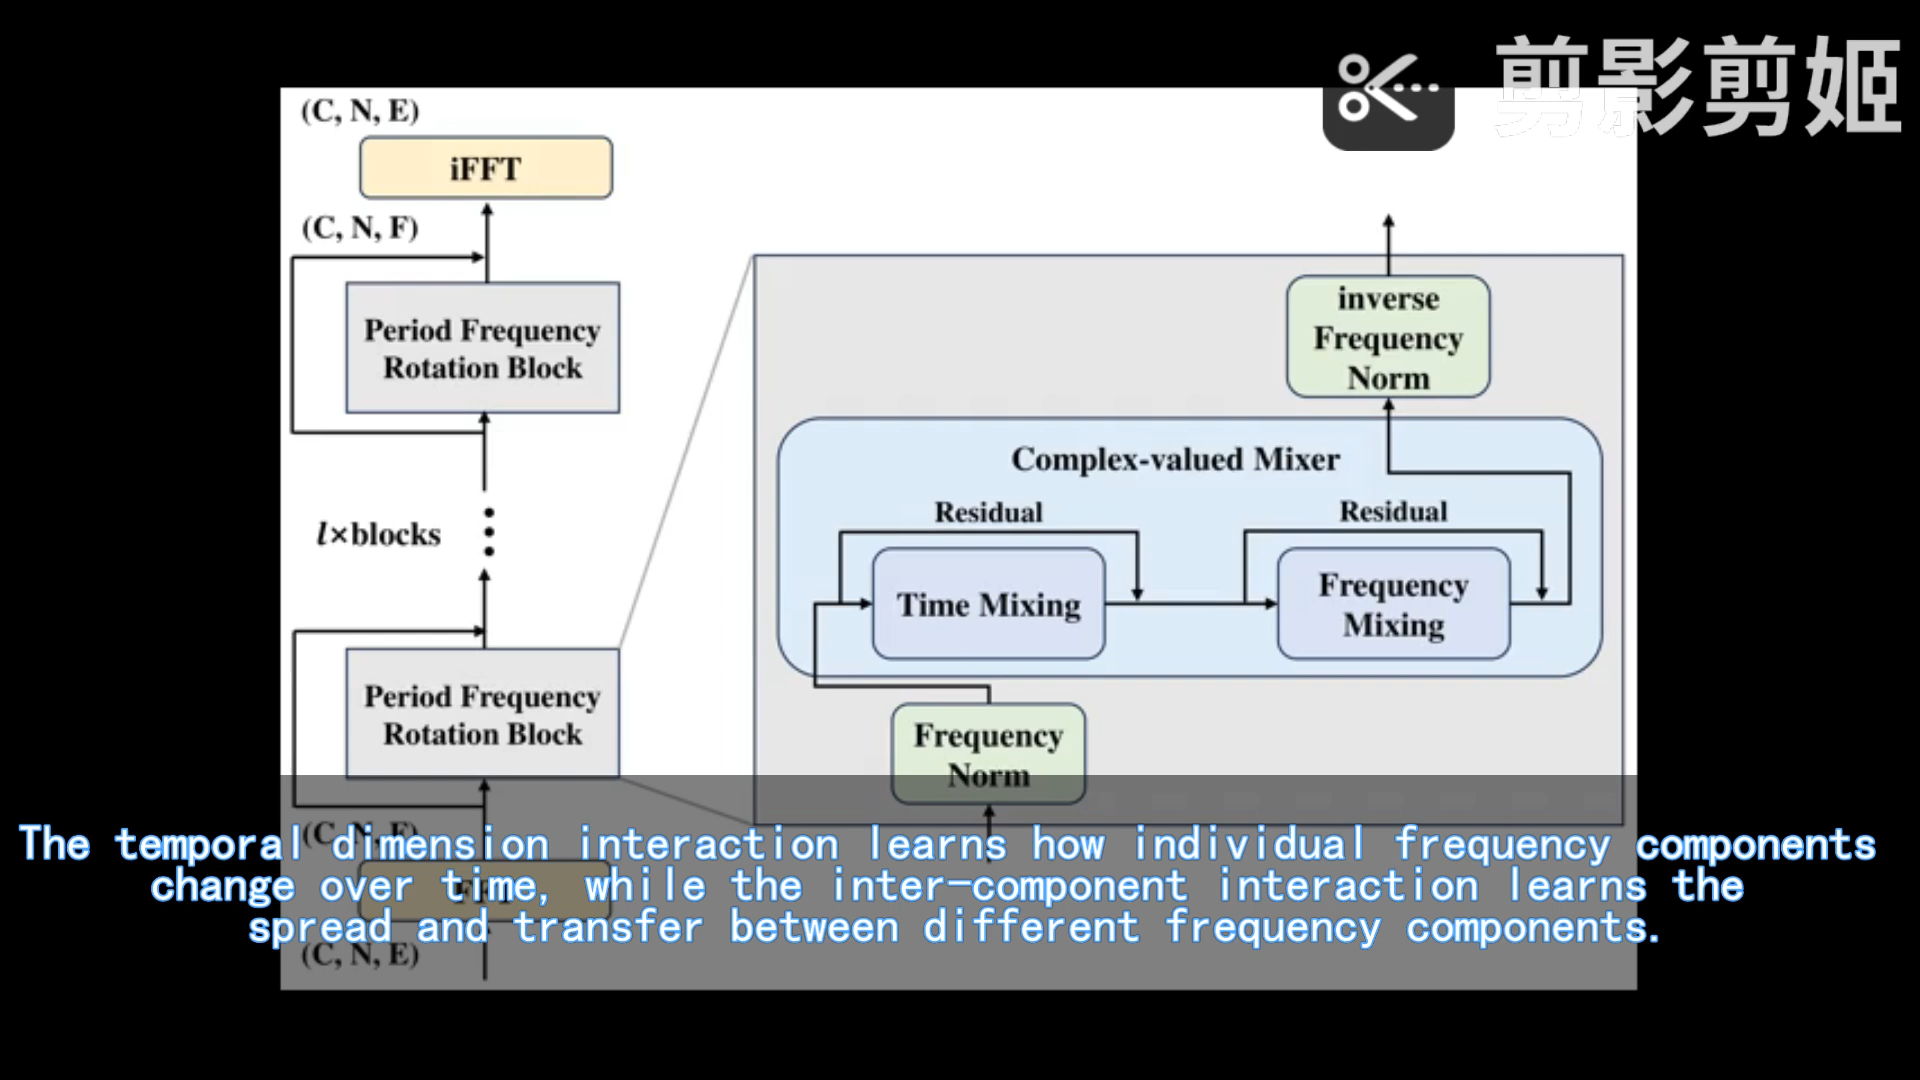 剪影剪姬
(C, N, E)
iFFT
(C, N, F)
Period Frequency
Rotation Block
l×blocks
Period Frequency
Rotation Block
(C, N, F)
FFT
(C, N, E)
inverse
Frequency
Norm
Complex-valued Mixer
Residual
Residual
Time Mixing
Frequency
Mixing
Frequency
Norm
The temporal dimension interaction learns how individual frequency components
change over time, while the inter-component interaction learns the
spread and transfer between different frequency components.